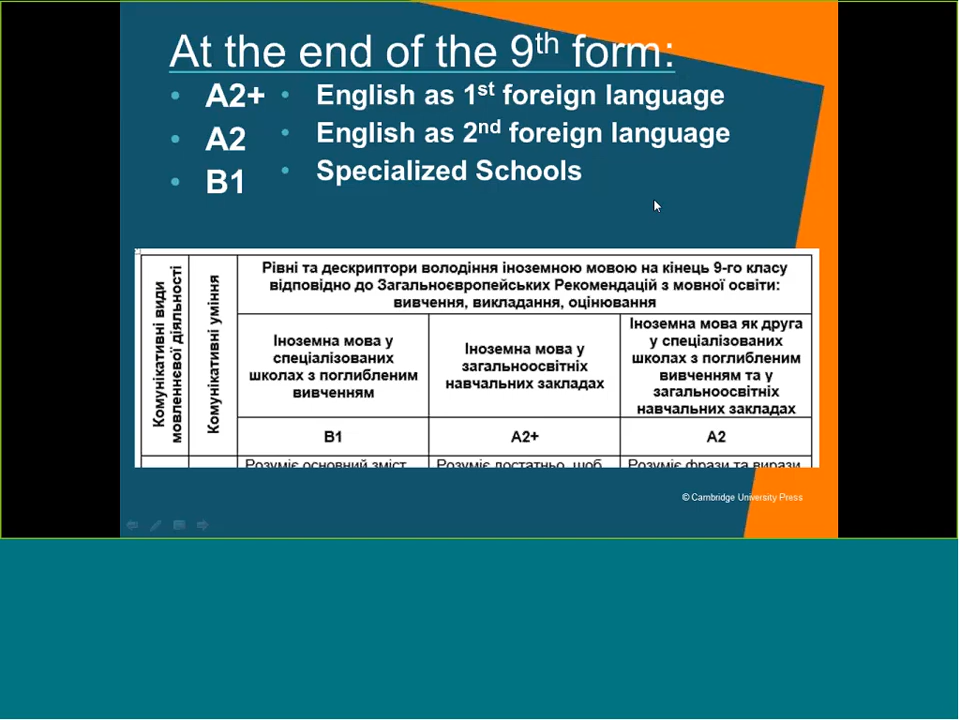 At the end of the 9th form:
• A2+
• A2
• B1
• English as 1st foreign language
• English as 2nd foreign language
• Specialized Schools
Комунікативні види
мовленнєвої діяльності
Комунікативні уміння
Рівні та дескриптори володіння іноземною мовою на кінець 9-го класу
відповідно до Загальноєвропейських Рекомендацій з мовної освіти:
вивчення, викладання, оцінювання
Іноземна мова у
спеціалізованих
школах з поглибленим
вивченням
Іноземна мова у
загальноосвітніх
навчальних закладах
Іноземна мова як друга
у спеціалізованих
школах з поглибленим
вивченням та у
загальноосвітніх
навчальних закладах
B1
A2+
A2
Розуміє основний зміст
Розуміє достатньо, щоб
Розуміє фрази та вирази
© Cambridge University Press